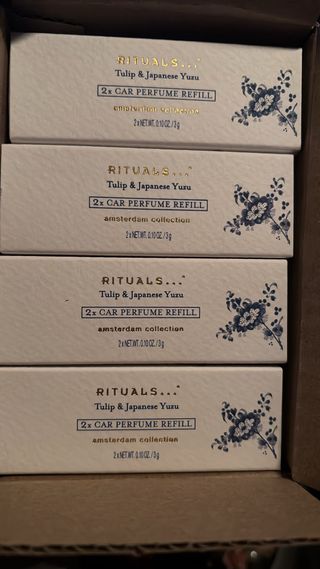 RITUALS...
Tulip & Japanese Yuzu
2x CAR PERFUME REFILL
amsterdam collection
2x NET.WT. 0.10 OZ. / 3 g
RITUALS...
Tulip & Japanese Yuzu
2x CAR PERFUME REFILL
amsterdam collection
2x NET.WT. 0.10 OZ. / 3 g
RITUALS...
Tulip & Japanese Yuzu
2x CAR PERFUME REFILL
amsterdam collection
2x NET.WT. 0.10 OZ. / 3 g
RITUALS...
Tulip & Japanese Yuzu
2x CAR PERFUME REFILL
amsterdam collection
2x NET.WT. 0.10 OZ. / 3 g